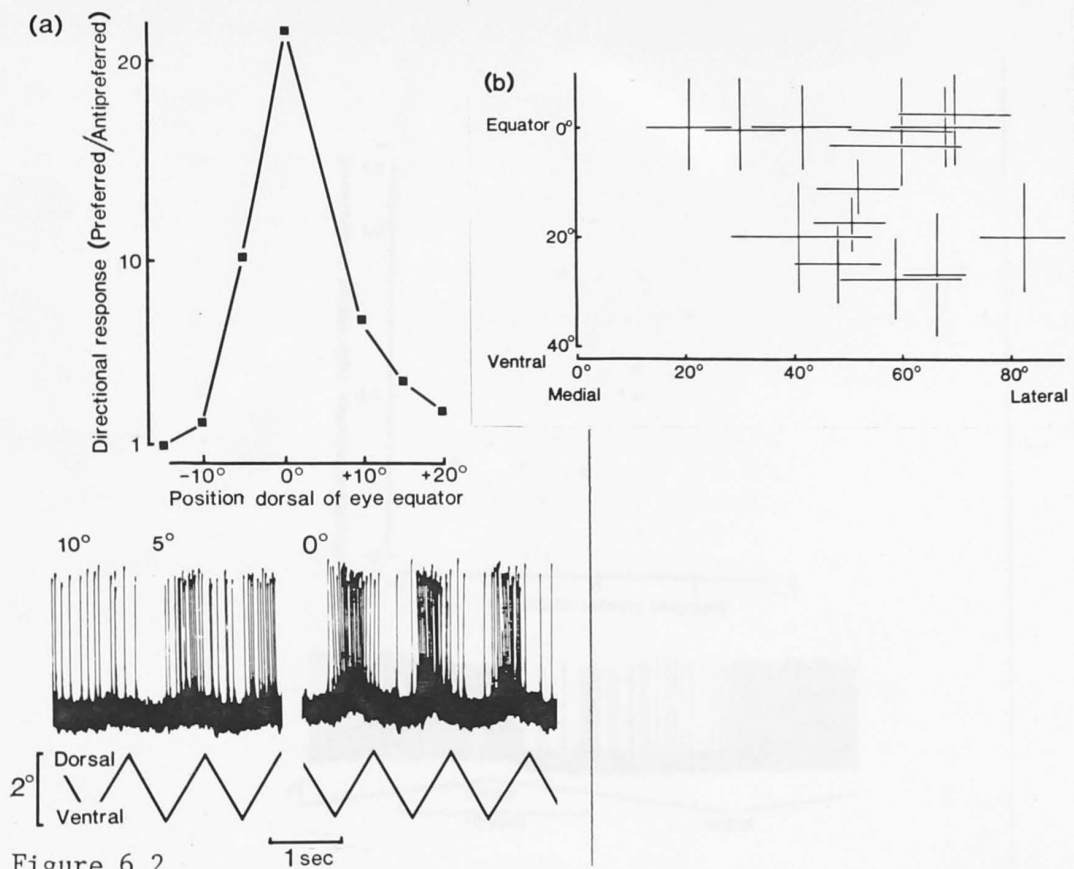 (a)
Directional response (Preferred/Antipreferred)
20
10
1
−10° 0° +10° +20°
Position dorsal of eye equator
(b)
Equator 0°
20°
40°
Ventral
0° 20° 40° 60° 80°
Medial Lateral
10° 5° 0°
2°
Dorsal
Ventral
1 sec
Figure 6.2